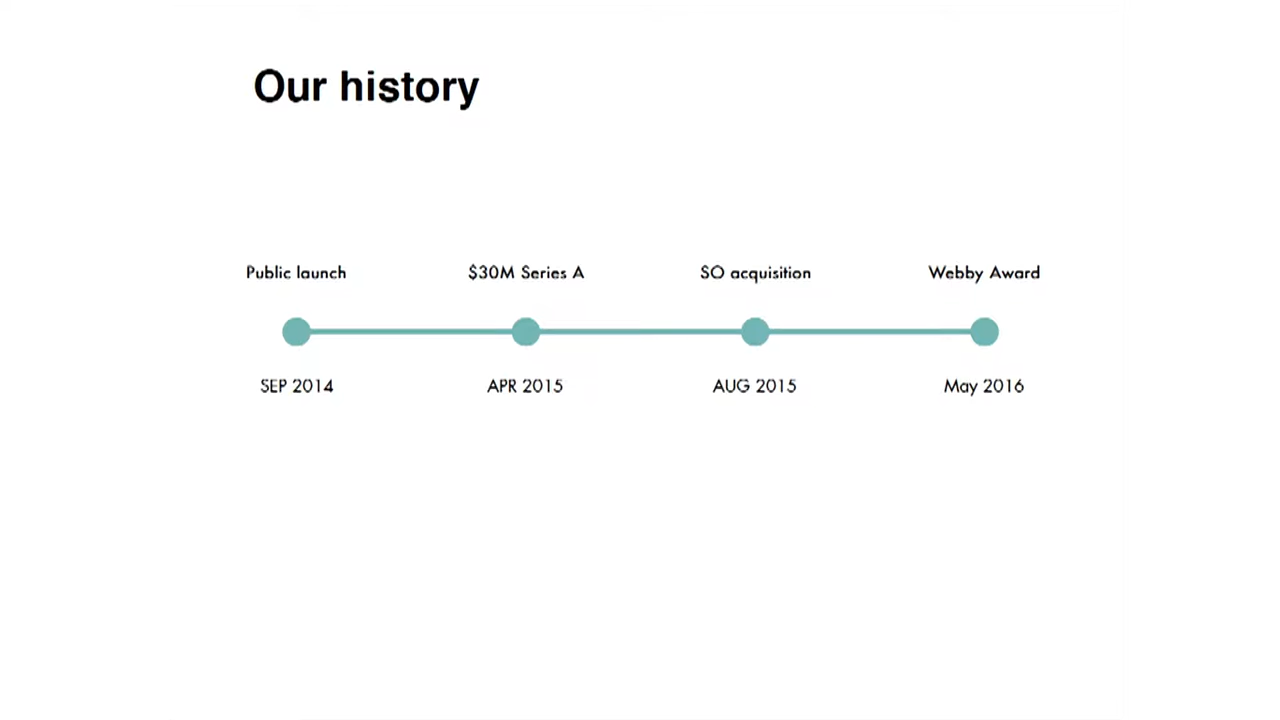 Our history
Public launch
$30M Series A
SO acquisition
Webby Award
SEP 2014
APR 2015
AUG 2015
May 2016